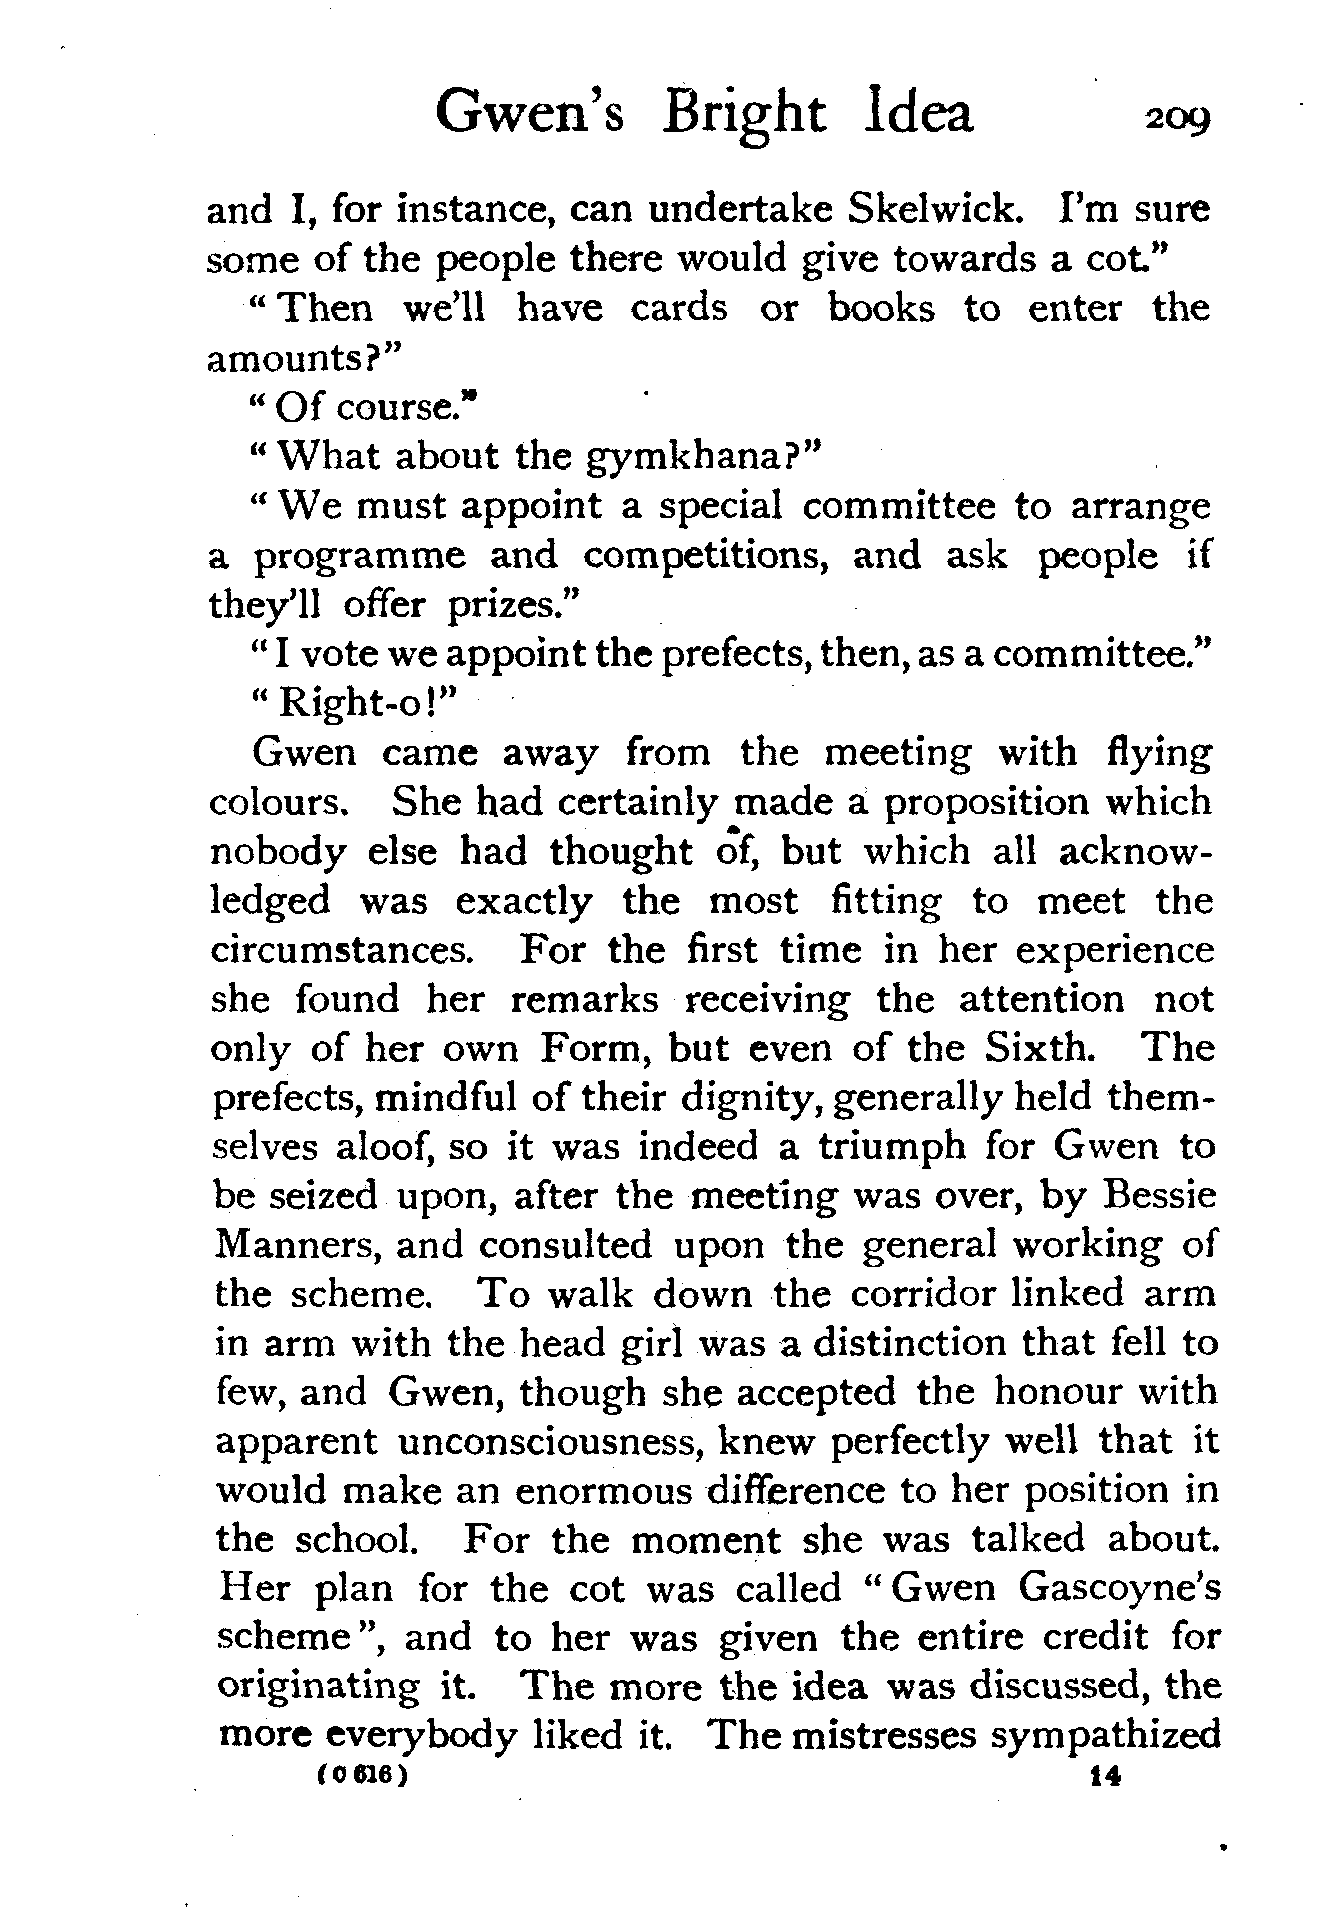 Gwen's Bright Idea 209
and I, for instance, can undertake Skelwick. I'm sure
some of the people there would give towards a cot."
"Then we'll have cards or books to enter the
amounts?"
"Of course."
"What about the gymkhana?"
"We must appoint a special committee to arrange
a programme and competitions, and ask people if
they'll offer prizes."
"I vote we appoint the prefects, then, as a committee."
"Right-o!"
Gwen came away from the meeting with flying
colours. She had certainly made a proposition which
nobody else had thought of, but which all acknow-
ledged was exactly the most fitting to meet the
circumstances. For the first time in her experience
she found her remarks receiving the attention not
only of her own Form, but even of the Sixth. The
prefects, mindful of their dignity, generally held them-
selves aloof, so it was indeed a triumph for Gwen to
be seized upon, after the meeting was over, by Bessie
Manners, and consulted upon the general working of
the scheme. To walk down the corridor linked arm
in arm with the head girl was a distinction that fell to
few, and Gwen, though she accepted the honour with
apparent unconsciousness, knew perfectly well that it
would make an enormous difference to her position in
the school. For the moment she was talked about.
Her plan for the cot was called "Gwen Gascoyne's
scheme", and to her was given the entire credit for
originating it. The more the idea was discussed, the
more everybody liked it. The mistresses sympathized
(0 616) 14